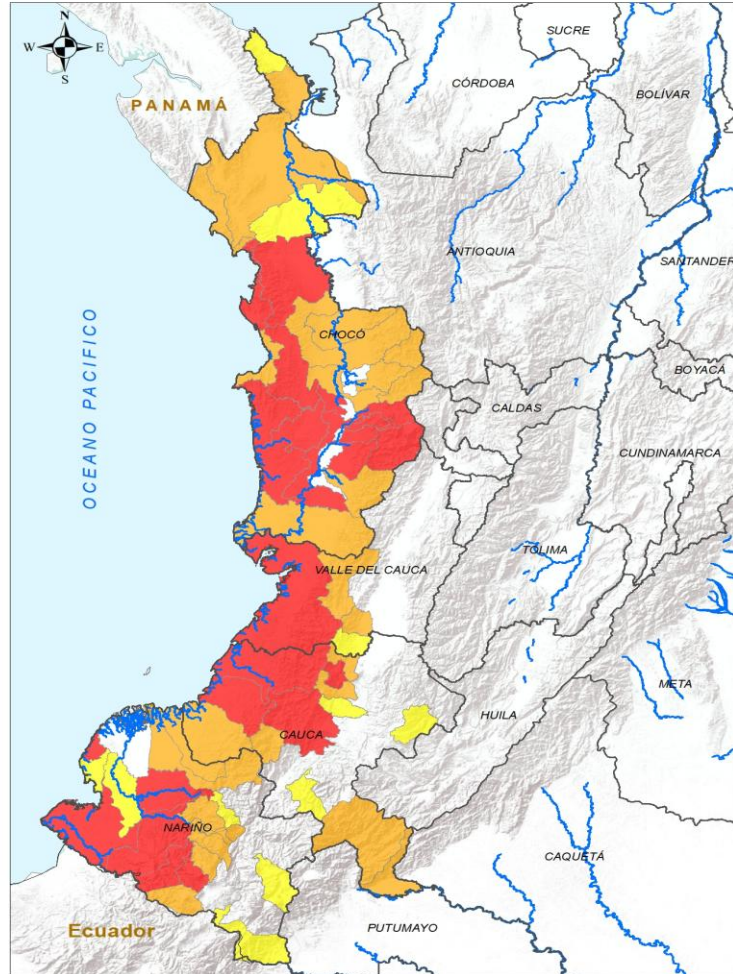 SUCRE
N
W E
S
CÓRDOBA
BOLÍVAR
PANAMÁ
ANTIOQUIA
SANTANDER
OCEANO PACIFICO
CHOCÓ
BOYACÁ
CALDAS
CUNDINAMARCA
TOLIMA
VALLE DEL CAUCA
META
HUILA
CAUCA
NARIÑO
CAQUETÁ
PUTUMAYO
Ecuador